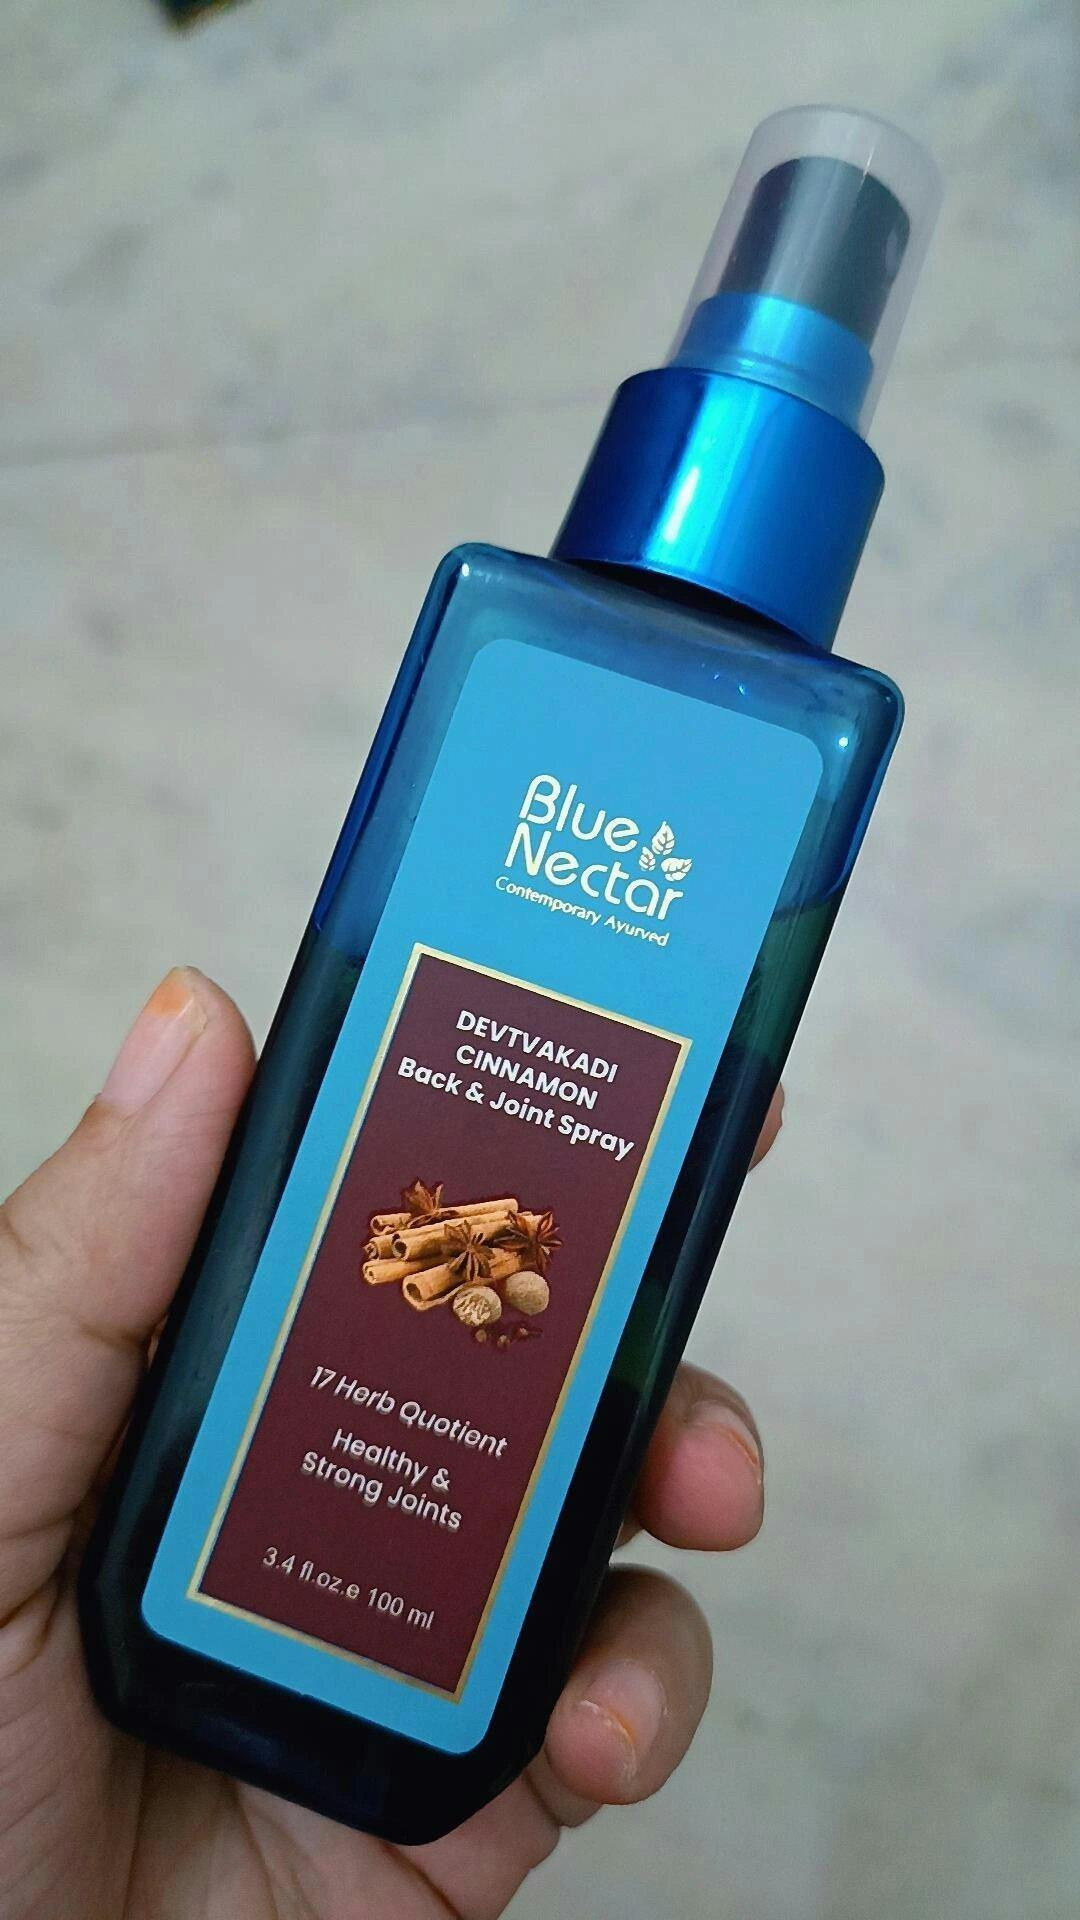 Blue
Nectar
Contemporary Ayurved
DEVTVAKADI
CINNAMON
Back & Joint Spray
17 Herb Quotient
Healthy &
Strong Joints
3.4 fl.oz.e 100 ml